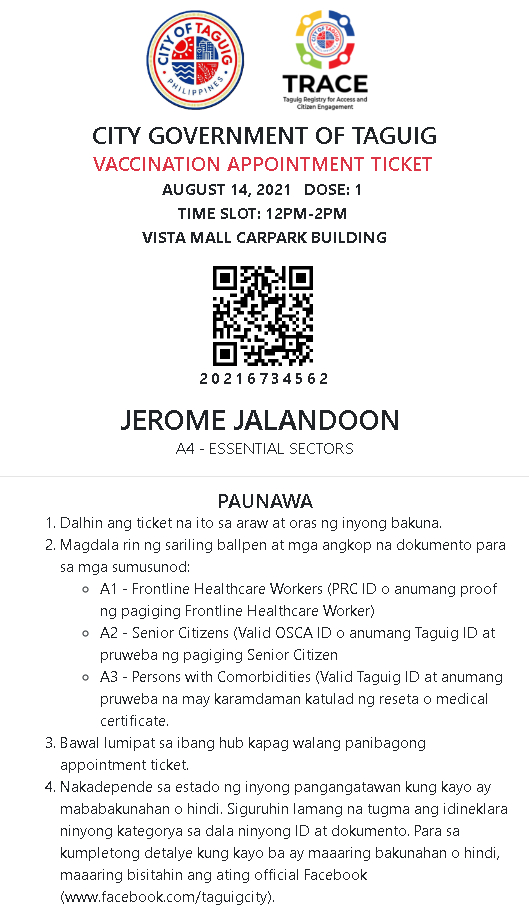 CITY OF TAGUIG
PHILIPPINES
CITY OF TAGUIG
TRACE
Taguig Registry for Access and
Citizen Engagement
CITY GOVERNMENT OF TAGUIG
VACCINATION APPOINTMENT TICKET
AUGUST 14, 2021 DOSE: 1
TIME SLOT: 12PM-2PM
VISTA MALL CARPARK BUILDING
20216734562
JEROME JALANDOON
A4 - ESSENTIAL SECTORS
PAUNAWA
1. Dalhin ang ticket na ito sa araw at oras ng inyong bakuna.
2. Magdala rin ng sariling ballpen at mga angkop na dokumento para
sa mga sumusunod:
○ A1 - Frontline Healthcare Workers (PRC ID o anumang proof
ng pagiging Frontline Healthcare Worker)
○ A2 - Senior Citizens (Valid OSCA ID o anumang Taguig ID at
pruweba ng pagiging Senior Citizen
○ A3 - Persons with Comorbidities (Valid Taguig ID at anumang
pruweba na may karamdaman katulad ng reseta o medical
certificate.
3. Bawal lumipat sa ibang hub kapag walang panibagong
appointment ticket.
4. Nakadepende sa estado ng inyong pangangatawan kung kayo ay
mababakunahan o hindi. Siguruhin lamang na tugma ang idineklara
ninyong kategorya sa dala ninyong ID at dokumento. Para sa
kumpletong detalye kung kayo ba ay maaaring bakunahan o hindi,
maaaring bisitahin ang ating official Facebook
(www.facebook.com/taguigcity).